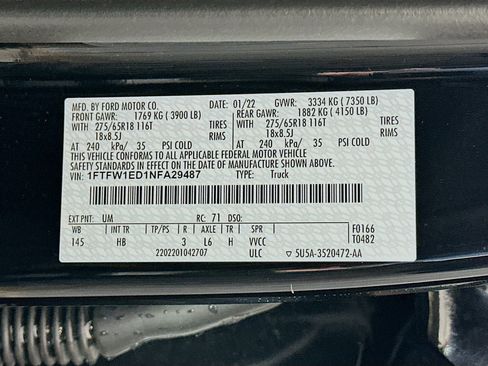 MFD. BY FORD MOTOR CO. 01/22 GVWR: 3334 KG ( 7350 LB)
FRONT GAWR: 1769 KG ( 3900 LB) REAR GAWR: 1882 KG ( 4150 LB)
275/65R18 116T TIRES 275/65R18 116T TIRES
18x8.5J RIMS 18x8.5J RIMS
AT 240 kPa/ 35 PSI COLD AT 240 kPa/ 35 PSI COLD
THIS VEHICLE CONFORMS TO ALL APPLICABLE FEDERAL MOTOR VEHICLE
SAFETY STANDARDS IN EFFECT ON THE DATE OF MANUFACTURE SHOWN ABOVE.
VIN: 1FTFW1ED1NFA29487 TYPE: Truck
EXT PNT: UM RC: 71 DSO:
WB INT TR TP/PS R AXLE TR SPR F0166
145 HB 3 L6 H VVCC T0482
2202201042707 ULC 5U5A-3520472-AA